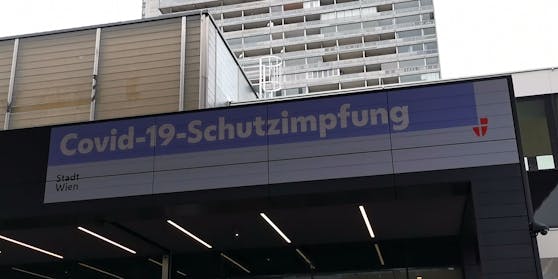 Covid-19-Schutzimpfung
Stadt
Wien